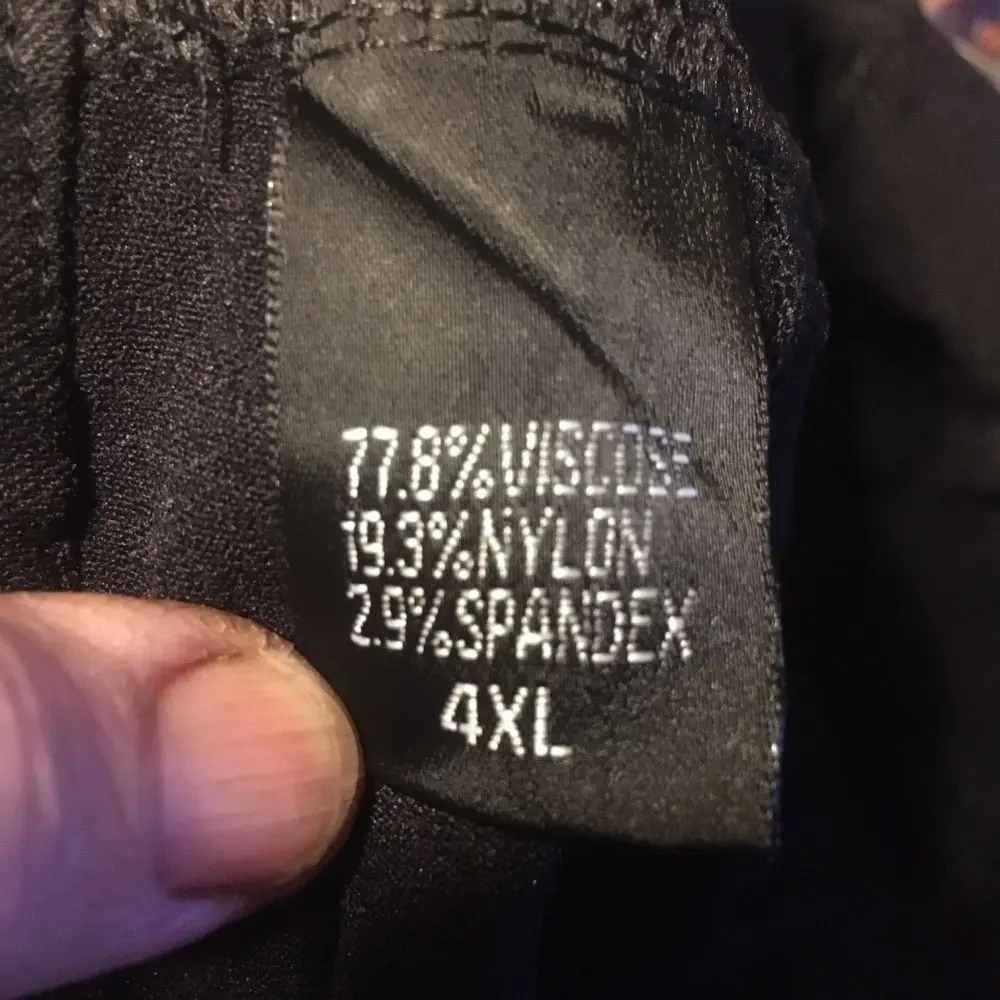 77.8%VISCOSE
19.3%NYLON
2.9%SPANDEX
4XL